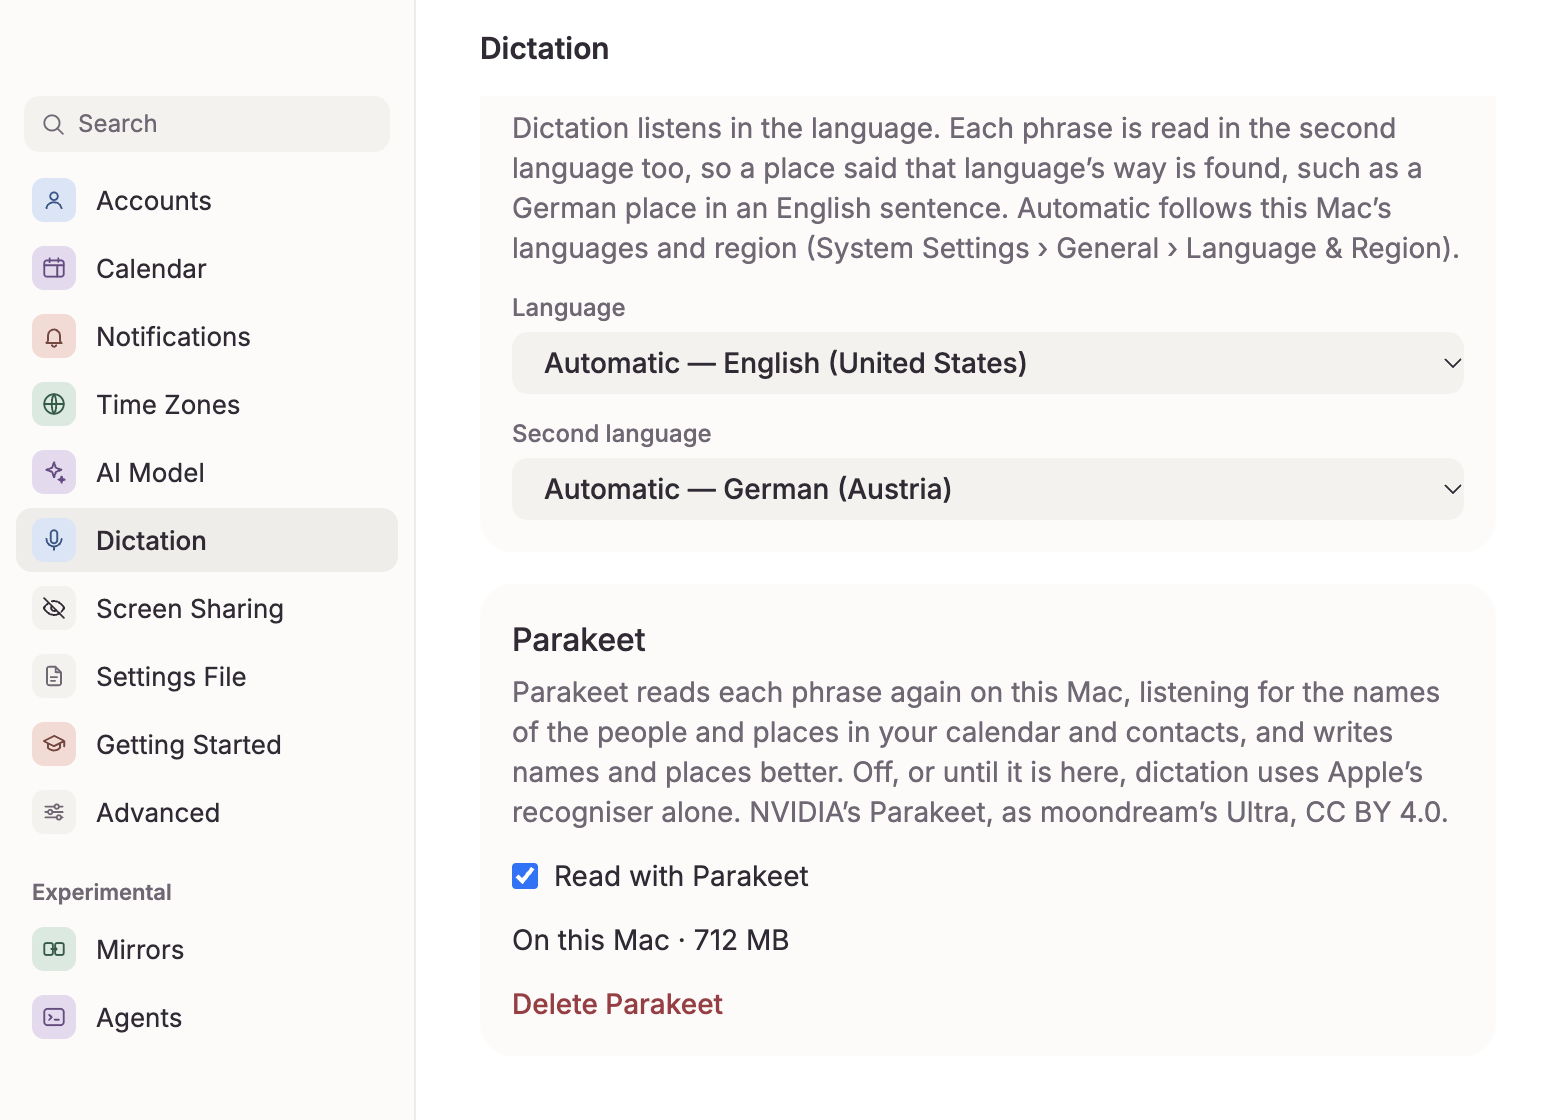 Search
Accounts
Calendar
Notifications
Time Zones
AI Model
Dictation
Screen Sharing
Settings File
Getting Started
Advanced
Experimental
Mirrors
Agents
Dictation
Dictation listens in the language. Each phrase is read in the second
language too, so a place said that language’s way is found, such as a
German place in an English sentence. Automatic follows this Mac’s
languages and region (System Settings › General › Language & Region).
Language
Automatic — English (United States)
Second language
Automatic — German (Austria)
Parakeet
Parakeet reads each phrase again on this Mac, listening for the names
of the people and places in your calendar and contacts, and writes
names and places better. Off, or until it is here, dictation uses Apple’s
recogniser alone. NVIDIA’s Parakeet, as moondream’s Ultra, CC BY 4.0.
Read with Parakeet
On this Mac · 712 MB
Delete Parakeet